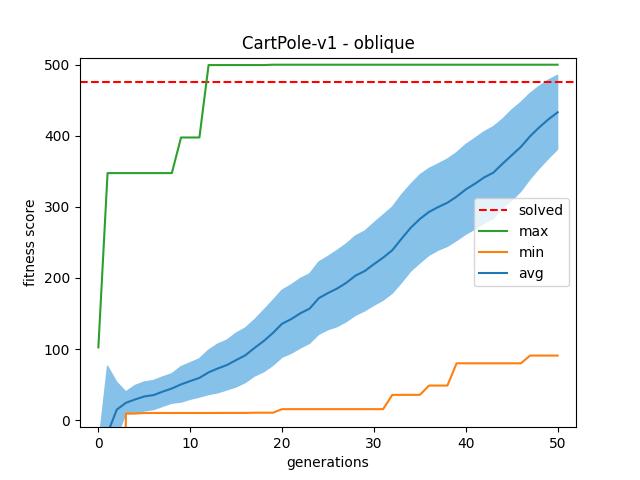 CartPole-v1 - oblique
500
400
300
200
100
0
fitness score
solved
max
min
avg
0 10 20 30 40 50
generations